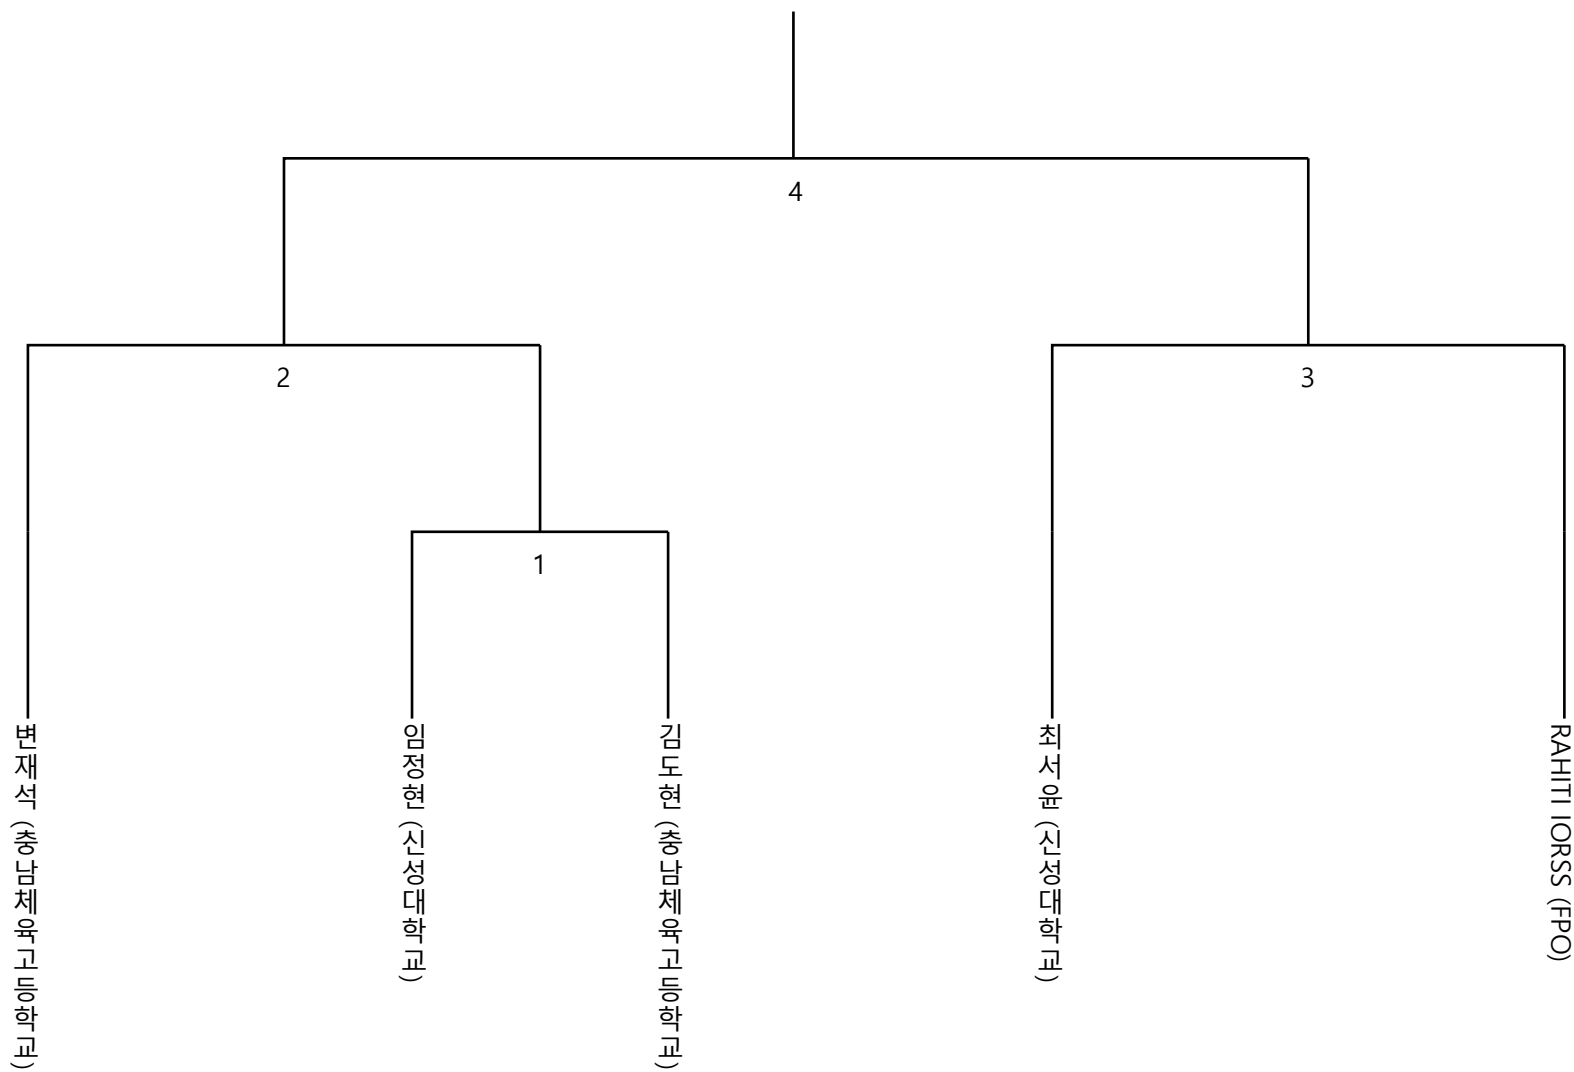 4
2
3
1
변재석 (충남체육고등학교)
임정현 (신성대학교)
김도현 (충남체육고등학교)
최서윤 (신성대학교)
RAHITI IORSS (FPO)